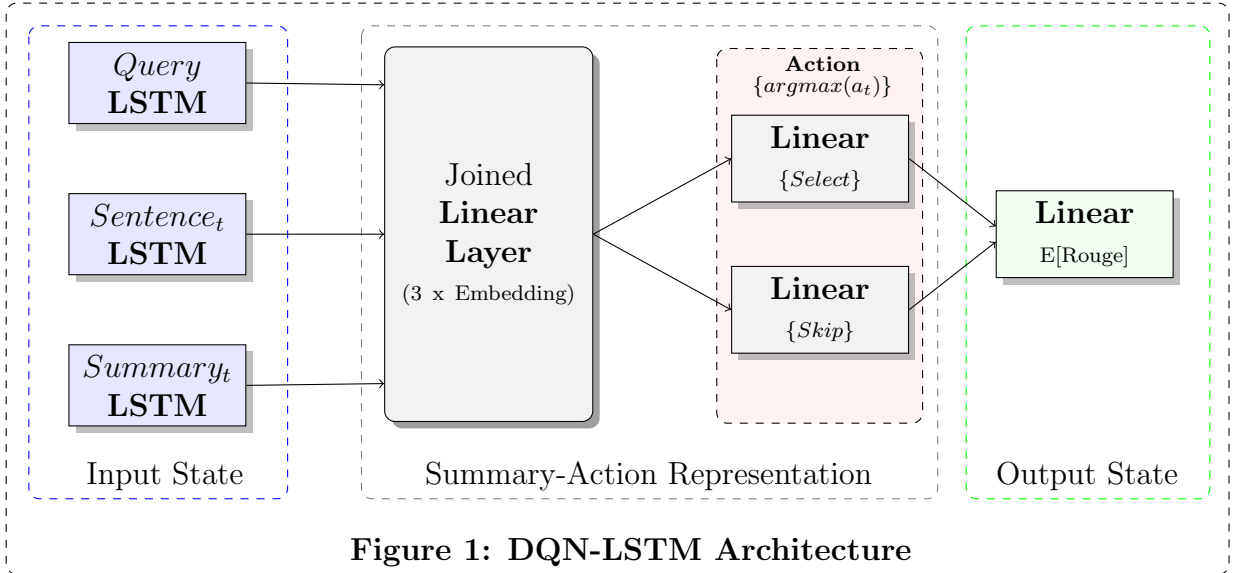 Query
LSTM
Sentence_t
LSTM
Summary_t
LSTM
Input State
Joined
Linear
Layer
(3 x Embedding)
Action
{argmax(a_t)}
Linear
{Select}
Linear
{Skip}
Summary-Action Representation
Linear
E[Rouge]
Output State
Figure 1: DQN-LSTM Architecture